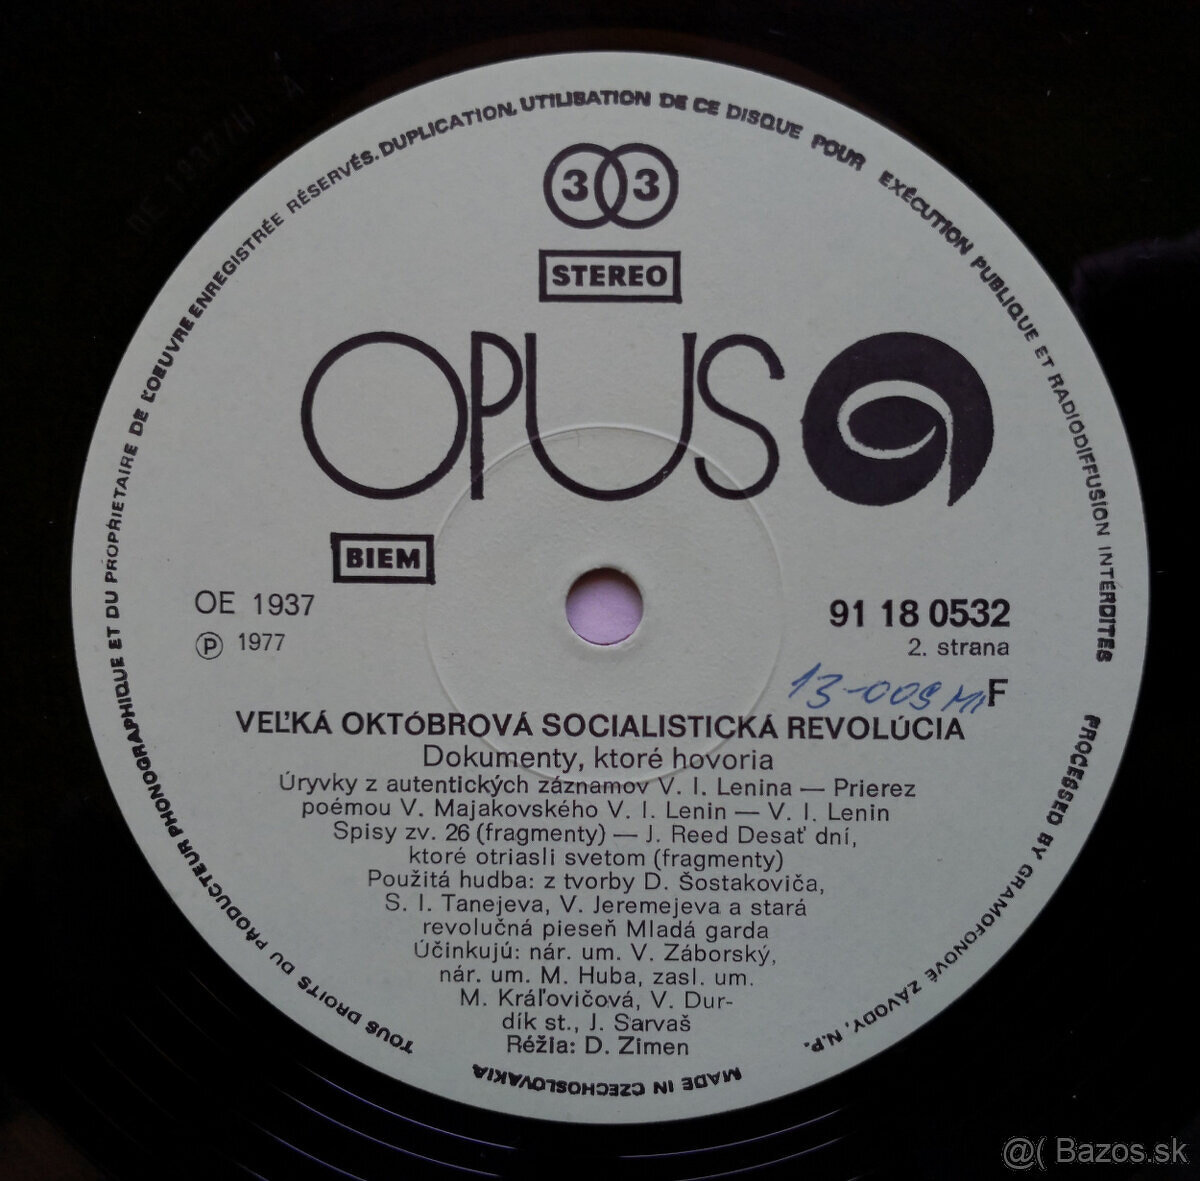 TOUS DROITS DU PRODUCTEUR PHONOGRAPHIQUE ET DU PROPRIETAIRE DE L'OEUVRE ENREGISTRÉE RÉSERVÉS. DUPLICATION, UTILISATION DE CE DISQUE POUR EXÉCUTION PUBLIQUE ET RADIODIFFUSION INTERDITES
33
STEREO
OPUS
BIEM
OE 1937
℗ 1977
91 18 0532
2. strana
F
VEĽKÁ OKTÓBROVÁ SOCIALISTICKÁ REVOLÚCIA
Dokumenty, ktoré hovoria
Úryvky z autentických záznamov V. I. Lenina — Prierez
poémou V. Majakovského V. I. Lenin — V. I. Lenin
Spisy zv. 26 (fragmenty) — J. Reed Desať dní,
ktoré otriasli svetom (fragmenty)
Použitá hudba: z tvorby D. Šostakoviča,
S. I. Tanejeva, V. Jeremejeva a stará
revolučná pieseň Mladá garda
Účinkujú: nár. um. V. Záborský,
nár. um. M. Huba, zasl. um.
M. Kráľovičová, V. Dur-
dík st., J. Sarvaš
Réžia: D. Zimen
PROCESSED BY GRAMOFONOVÉ ZÁVODY, N.P.
MADE IN CZECHOSLOVAKIA
@( Bazos.sk